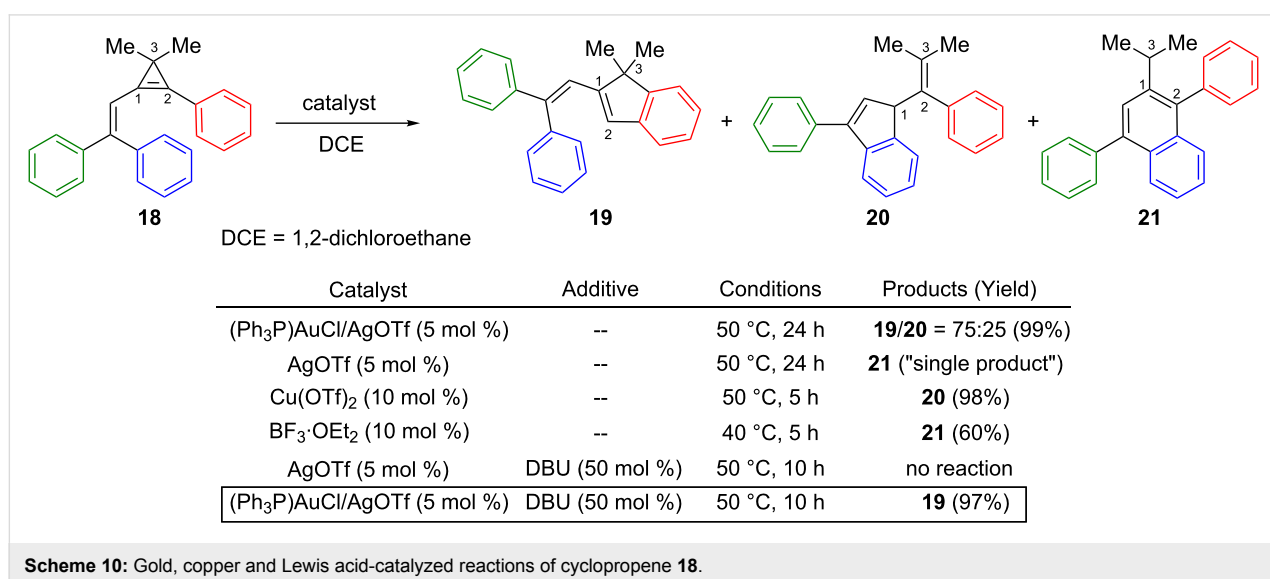 Me Me
3
1 2
18
catalyst
DCE
Me Me
1 3
2
19
+
Me 3 Me
2
1
20
+
Me 3 Me
1 2
21
DCE = 1,2-dichloroethane
Catalyst Additive Conditions Products (Yield)
(Ph3P)AuCl/AgOTf (5 mol %) -- 50 °C, 24 h 19/20 = 75:25 (99%)
AgOTf (5 mol %) -- 50 °C, 24 h 21 ("single product")
Cu(OTf)2 (10 mol %) -- 50 °C, 5 h 20 (98%)
BF3·OEt2 (10 mol %) -- 40 °C, 5 h 21 (60%)
AgOTf (5 mol %) DBU (50 mol %) 50 °C, 10 h no reaction
(Ph3P)AuCl/AgOTf (5 mol %) DBU (50 mol %) 50 °C, 10 h 19 (97%)
Scheme 10: Gold, copper and Lewis acid-catalyzed reactions of cyclopropene 18.